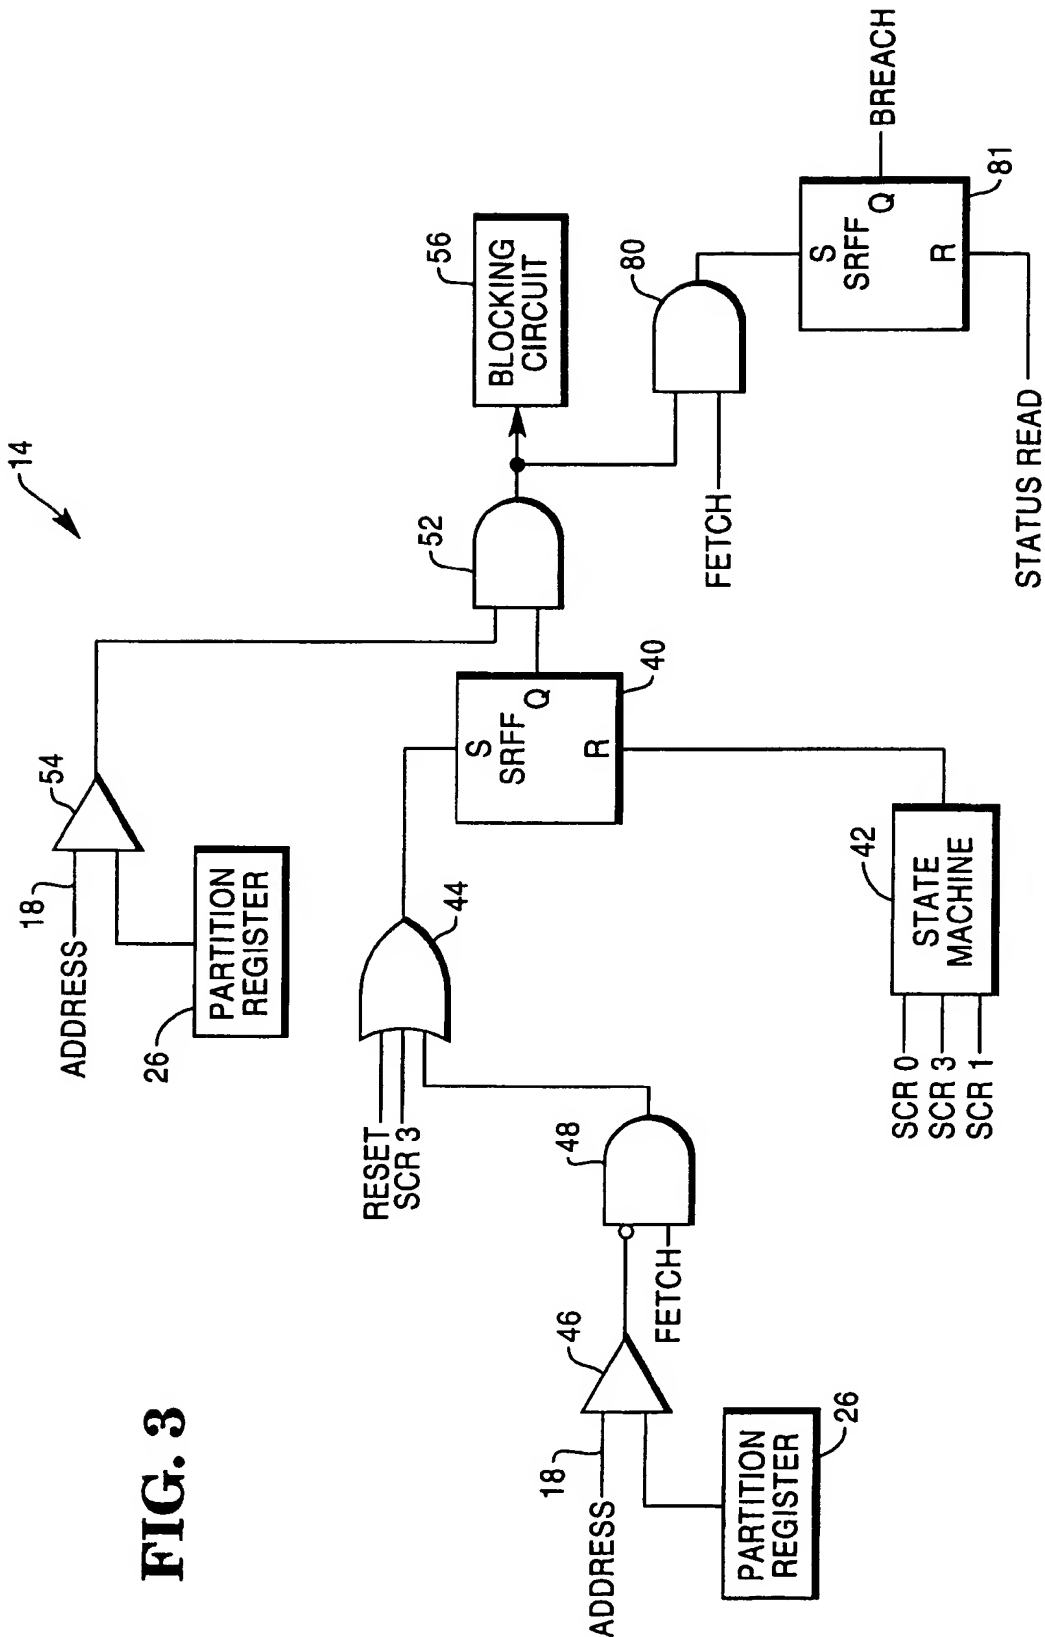 FIG. 3
14
ADDRESS
18
54
26
PARTITION
REGISTER
RESET
SCR 3
44
ADDRESS
18
46
FETCH
48
PARTITION
REGISTER
26
S
SRFF
Q
R
40
SCR 0
SCR 3
SCR 1
42
STATE
MACHINE
52
56
BLOCKING
CIRCUIT
FETCH
80
S
SRFF
Q
R
BREACH
81
STATUS READ